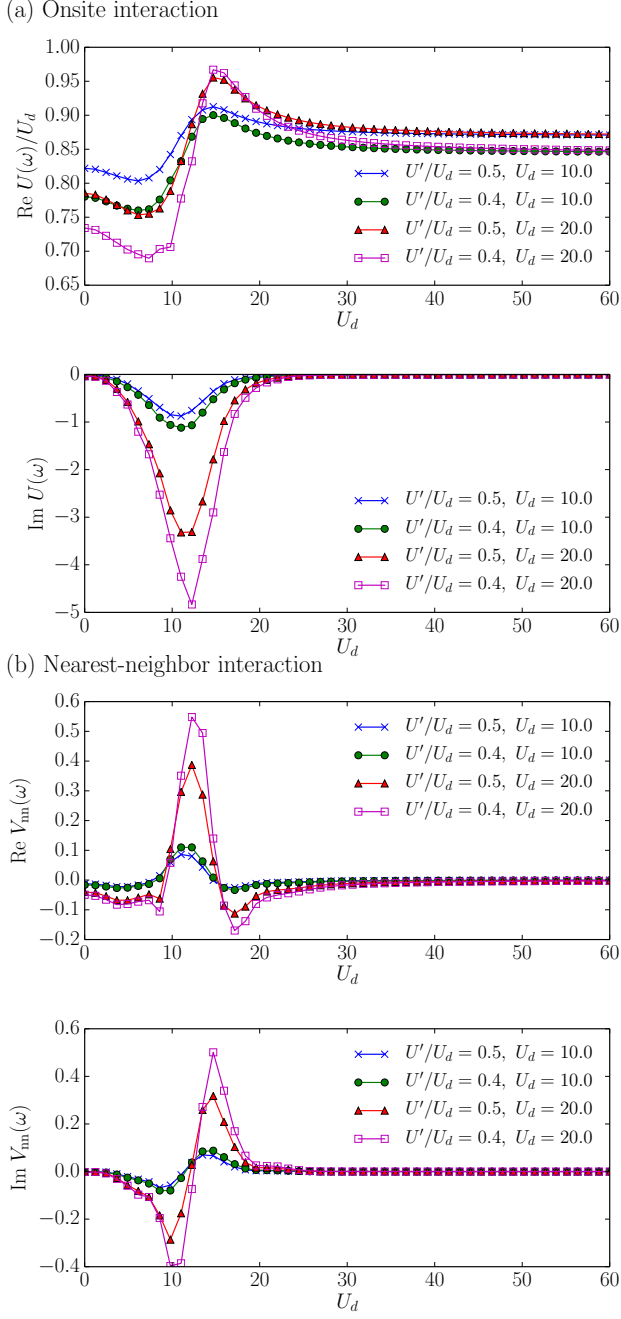 (a) Onsite interaction
1.00
0.95
0.90
0.85
0.80
0.75
0.70
0.65
Re U(ω)/U_d
U′/U_d = 0.5, U_d = 10.0
U′/U_d = 0.4, U_d = 10.0
U′/U_d = 0.5, U_d = 20.0
U′/U_d = 0.4, U_d = 20.0
0 10 20 30 40 50 60
U_d
0
−1
−2
−3
−4
−5
Im U(ω)
U′/U_d = 0.5, U_d = 10.0
U′/U_d = 0.4, U_d = 10.0
U′/U_d = 0.5, U_d = 20.0
U′/U_d = 0.4, U_d = 20.0
0 10 20 30 40 50 60
U_d
(b) Nearest-neighbor interaction
0.6
0.5
0.4
0.3
0.2
0.1
0.0
−0.1
−0.2
Re V_nn(ω)
U′/U_d = 0.5, U_d = 10.0
U′/U_d = 0.4, U_d = 10.0
U′/U_d = 0.5, U_d = 20.0
U′/U_d = 0.4, U_d = 20.0
0 10 20 30 40 50 60
U_d
0.6
0.4
0.2
0.0
−0.2
−0.4
Im V_nn(ω)
U′/U_d = 0.5, U_d = 10.0
U′/U_d = 0.4, U_d = 10.0
U′/U_d = 0.5, U_d = 20.0
U′/U_d = 0.4, U_d = 20.0
0 10 20 30 40 50 60
U_d